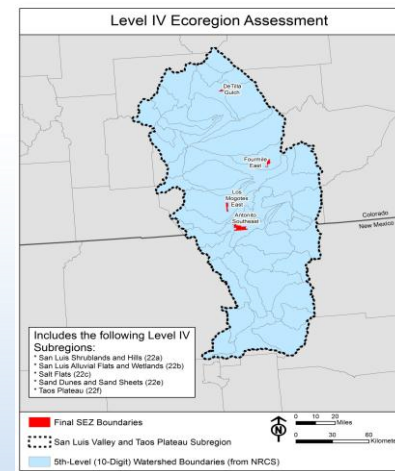 Level IV Ecoregion Assessment
DeTilla
Gulch
Fourmile
East
Los
Mogotes
East
Antonito
Southeast
Colorado
New Mexico
Includes the following Level IV
Subregions:
* San Luis Shrublands and Hills (22a)
* San Luis Alluvial Flats and Wetlands (22b)
* Salt Flats (22c)
* Sand Dunes and Sand Sheets (22e)
* Taos Plateau (22f)
Final SEZ Boundaries
San Luis Valley and Taos Plateau Subregion
5th-Level (10-Digit) Watershed Boundaries (from NRCS)
N
0 10 20
Miles
0 30 60
Kilometers